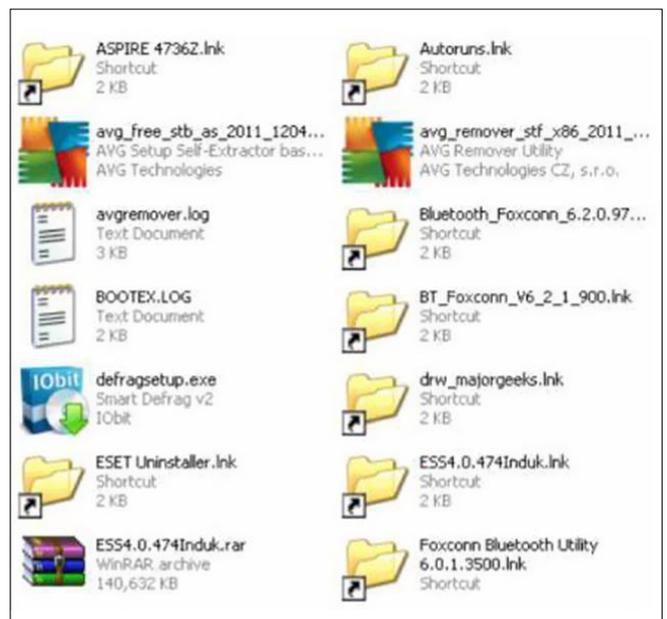 ASPIRE 4736Z.lnk
Shortcut
2 KB
Autoruns.lnk
Shortcut
2 KB
avg_free_stb_as_2011_1204...
AVG Setup Self-Extractor bas...
AVG Technologies
avg_remover_stf_x86_2011_...
AVG Remover Utility
AVG Technologies CZ, s.r.o.
avgremover.log
Text Document
3 KB
Bluetooth_Foxconn_6.2.0.97...
Shortcut
2 KB
BOOTEX.LOG
Text Document
2 KB
BT_Foxconn_V6_2_1_900.lnk
Shortcut
2 KB
IObit
defragsetup.exe
Smart Defrag v2
IObit
drw_majorgeeks.lnk
Shortcut
2 KB
ESET Uninstaller.lnk
Shortcut
2 KB
ESS4.0.474Induk.lnk
Shortcut
2 KB
ESS4.0.474Induk.rar
WinRAR archive
140,632 KB
Foxconn Bluetooth Utility
6.0.1.3500.lnk
Shortcut